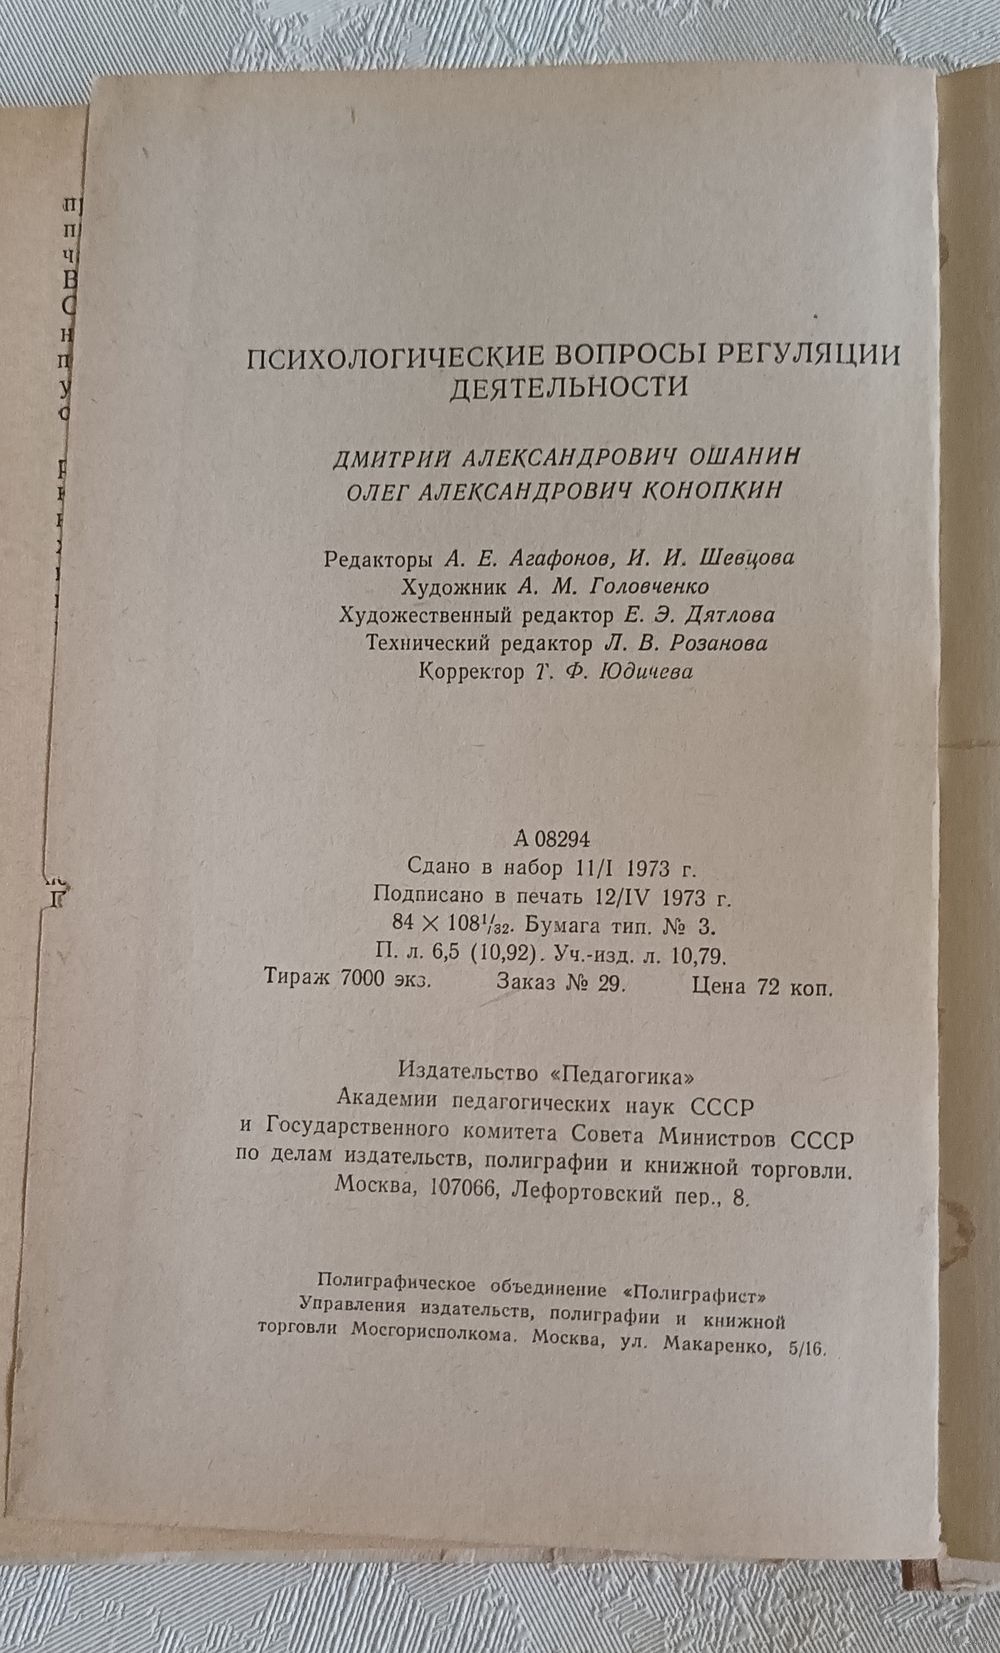 ПСИХОЛОГИЧЕСКИЕ ВОПРОСЫ РЕГУЛЯЦИИ
ДЕЯТЕЛЬНОСТИ
ДМИТРИЙ АЛЕКСАНДРОВИЧ ОШАНИН
ОЛЕГ АЛЕКСАНДРОВИЧ КОНОПКИН
Редакторы А. Е. Агафонов, И. И. Шевцова
Художник А. М. Головченко
Художественный редактор Е. Э. Дятлова
Технический редактор Л. В. Розанова
Корректор Т. Ф. Юдичева
А 08294
Сдано в набор 11/I 1973 г.
Подписано в печать 12/IV 1973 г.
84 × 108¹/₃₂. Бумага тип. № 3.
П. л. 6,5 (10,92). Уч.-изд. л. 10,79.
Тираж 7000 экз. Заказ № 29. Цена 72 коп.
Издательство «Педагогика»
Академии педагогических наук СССР
и Государственного комитета Совета Министров СССР
по делам издательств, полиграфии и книжной торговли.
Москва, 107066, Лефортовский пер., 8.
Полиграфическое объединение «Полиграфист»
Управления издательств, полиграфии и книжной
торговли Мосгорисполкома. Москва, ул. Макаренко, 5/16.